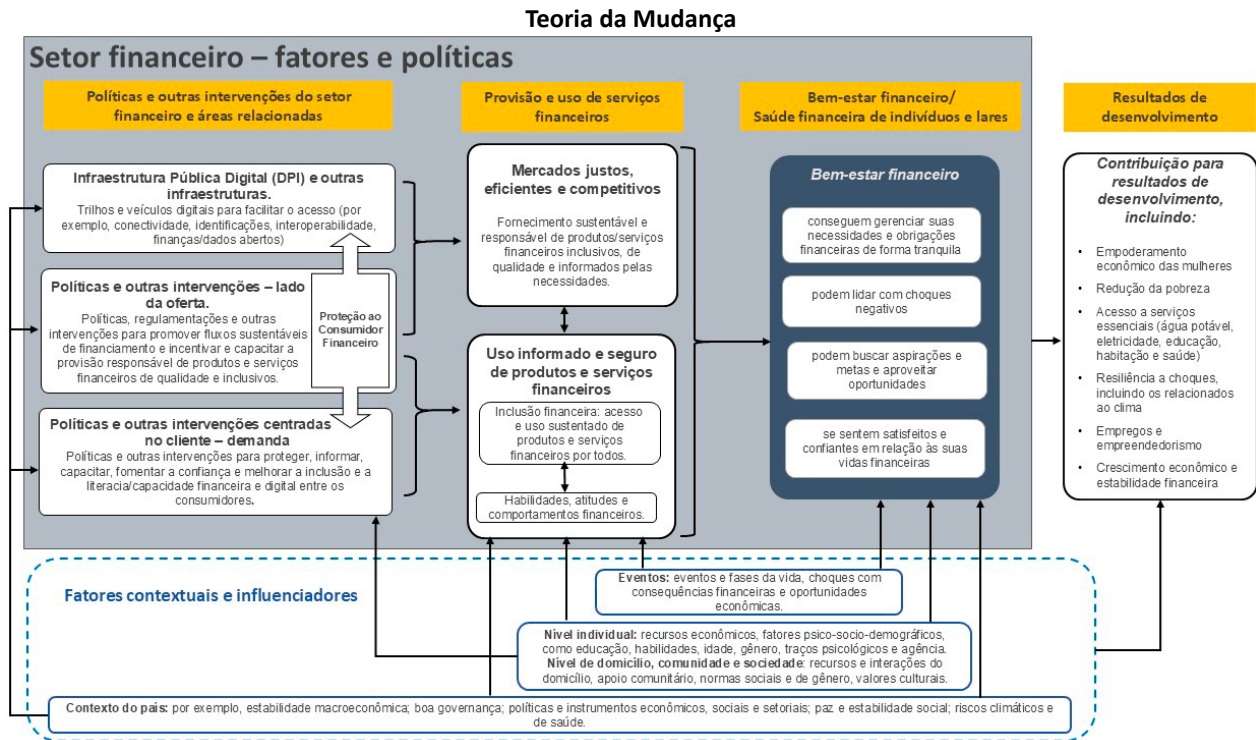 Teoria da Mudança
Setor financeiro – fatores e políticas
Políticas e outras intervenções do setor
financeiro e áreas relacionadas
Provisão e uso de serviços
financeiros
Bem-estar financeiro/
Saúde financeira de indivíduos e lares
Resultados de
desenvolvimento
Infraestrutura Pública Digital (DPI) e outras
infraestruturas.
Trilhos e veículos digitais para facilitar o acesso (por
exemplo, conectividade, identificações, interoperabilidade,
finanças/dados abertos)
Políticas e outras intervenções – lado
da oferta.
Políticas, regulamentações e outras
intervenções para promover fluxos sustentáveis
de financiamento e incentivar e capacitar a
provisão responsável de produtos e serviços
financeiros de qualidade e inclusivos.
Proteção ao
Consumidor
Financeiro
Políticas e outras intervenções centradas
no cliente – demanda
Políticas e outras intervenções para proteger, informar,
capacitar, fomentar a confiança e melhorar a inclusão e a
literacia/capacidade financeira e digital entre os
consumidores.
Mercados justos,
eficientes e competitivos
Fornecimento sustentável e
responsável de produtos/serviços
financeiros inclusivos, de
qualidade e informados pelas
necessidades.
Uso informado e seguro
de produtos e serviços
financeiros
Inclusão financeira: acesso
e uso sustentado de
produtos e serviços
financeiros por todos.
Habilidades, atitudes e
comportamentos financeiros.
Bem-estar financeiro
conseguem gerenciar suas
necessidades e obrigações
financeiras de forma tranquila
podem lidar com choques
negativos
podem buscar aspirações e
metas e aproveitar
oportunidades
se sentem satisfeitos e
confiantes em relação às suas
vidas financeiras
Contribuição para
resultados de
desenvolvimento,
incluindo:
• Empoderamento
econômico das mulheres
• Redução da pobreza
• Acesso a serviços
essenciais (água potável,
eletricidade, educação,
habitação e saúde)
• Resiliência a choques,
incluindo os relacionados
ao clima
• Empregos e
empreendedorismo
• Crescimento econômico e
estabilidade financeira
Fatores contextuais e influenciadores
Eventos: eventos e fases da vida, choques com
consequências financeiras e oportunidades
econômicas.
Nível individual: recursos econômicos, fatores psico-socio-demográficos,
como educação, habilidades, idade, gênero, traços psicológicos e agência.
Nível de domicílio, comunidade e sociedade: recursos e interações do
domicílio, apoio comunitário, normas sociais e de gênero, valores culturais.
Contexto do país: por exemplo, estabilidade macroeconômica; boa governança; políticas e instrumentos econômicos, sociais e setoriais; paz e estabilidade social; riscos climáticos e
de saúde.